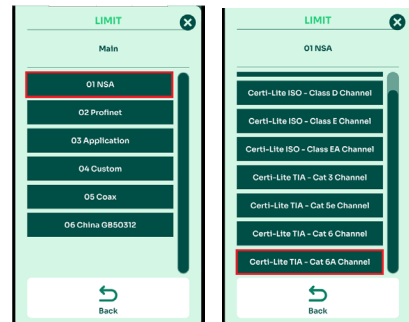 LIMIT
Main
01 NSA
02 Profinet
03 Application
04 Custom
05 Coax
06 China GB50312
Back
LIMIT
01 NSA
Certi-Lite ISO - Class D Channel
Certi-Lite ISO - Class E Channel
Certi-Lite ISO - Class EA Channel
Certi-Lite TIA - Cat 3 Channel
Certi-Lite TIA - Cat 5e Channel
Certi-Lite TIA - Cat 6 Channel
Certi-Lite TIA - Cat 6A Channel
Back